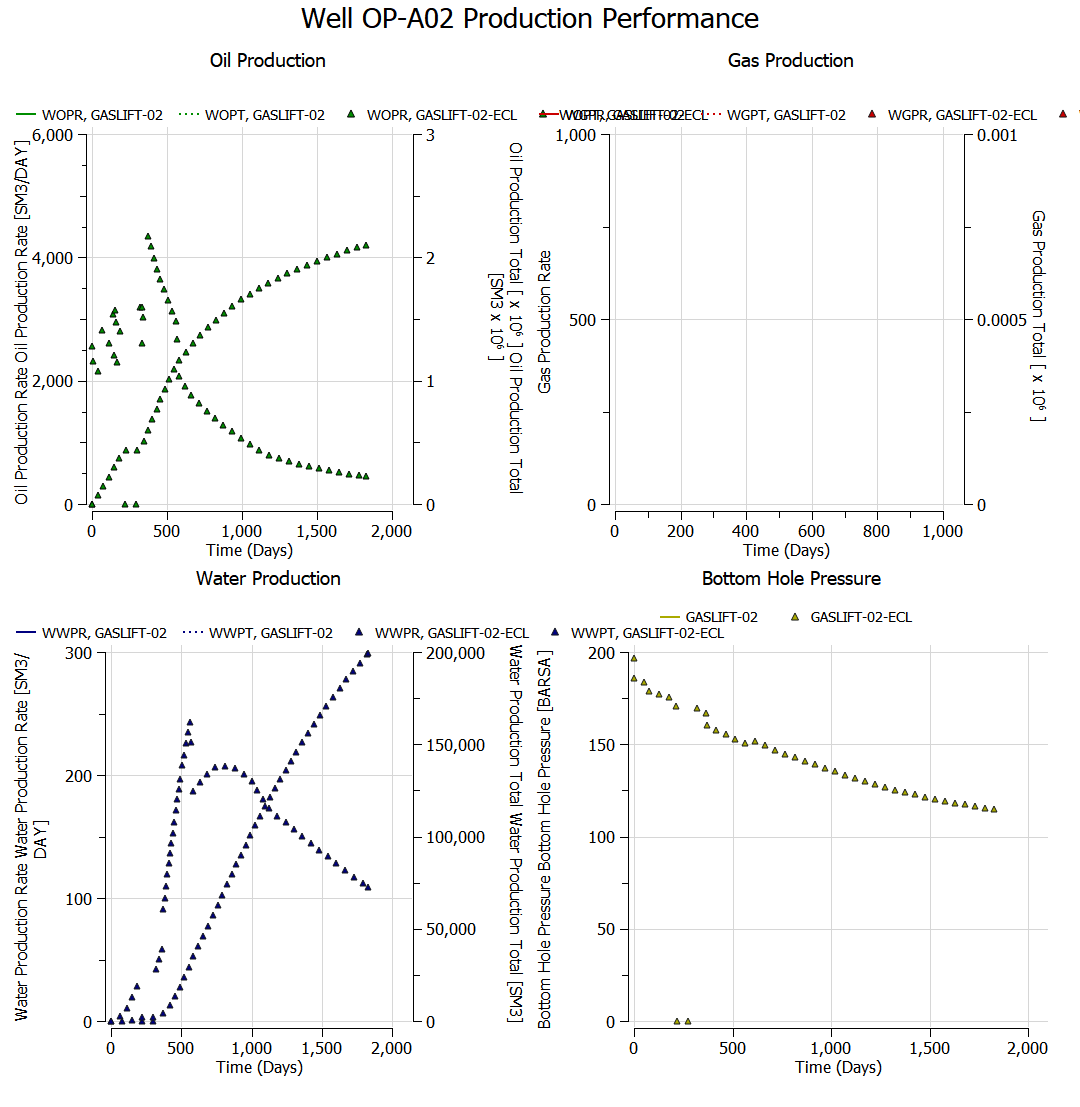 Well OP-A02 Production Performance
Oil Production
WOPR, GASLIFT-02
WOPT, GASLIFT-02
WOPR, GASLIFT-02-ECL
WOPT, GASLIFT-02-ECL
6,000
4,000
2,000
0
Oil Production Rate Oil Production Rate [SM3/DAY]
3
2
1
0
Oil Production Total [ x 10⁶ ] Oil Production Total
[SM3 x 10⁶ ]
0
500
1,000
1,500
2,000
Time (Days)
Gas Production
WGPR, GASLIFT-02
WGPT, GASLIFT-02
WGPR, GASLIFT-02-ECL
1,000
500
0
Gas Production Rate
0.001
0.0005
0
Gas Production Total [ x 10⁶ ]
0
200
400
600
800
1,000
Time (Days)
Water Production
WWPR, GASLIFT-02
WWPT, GASLIFT-02
WWPR, GASLIFT-02-ECL
WWPT, GASLIFT-02-ECL
300
200
100
0
Water Production Rate Water Production Rate [SM3/
DAY]
200,000
150,000
100,000
50,000
0
Water Production Total Water Production Total [SM3]
0
500
1,000
1,500
2,000
Time (Days)
Bottom Hole Pressure
GASLIFT-02
GASLIFT-02-ECL
200
150
100
50
0
Bottom Hole Pressure Bottom Hole Pressure [BARSA]
0
500
1,000
1,500
2,000
Time (Days)